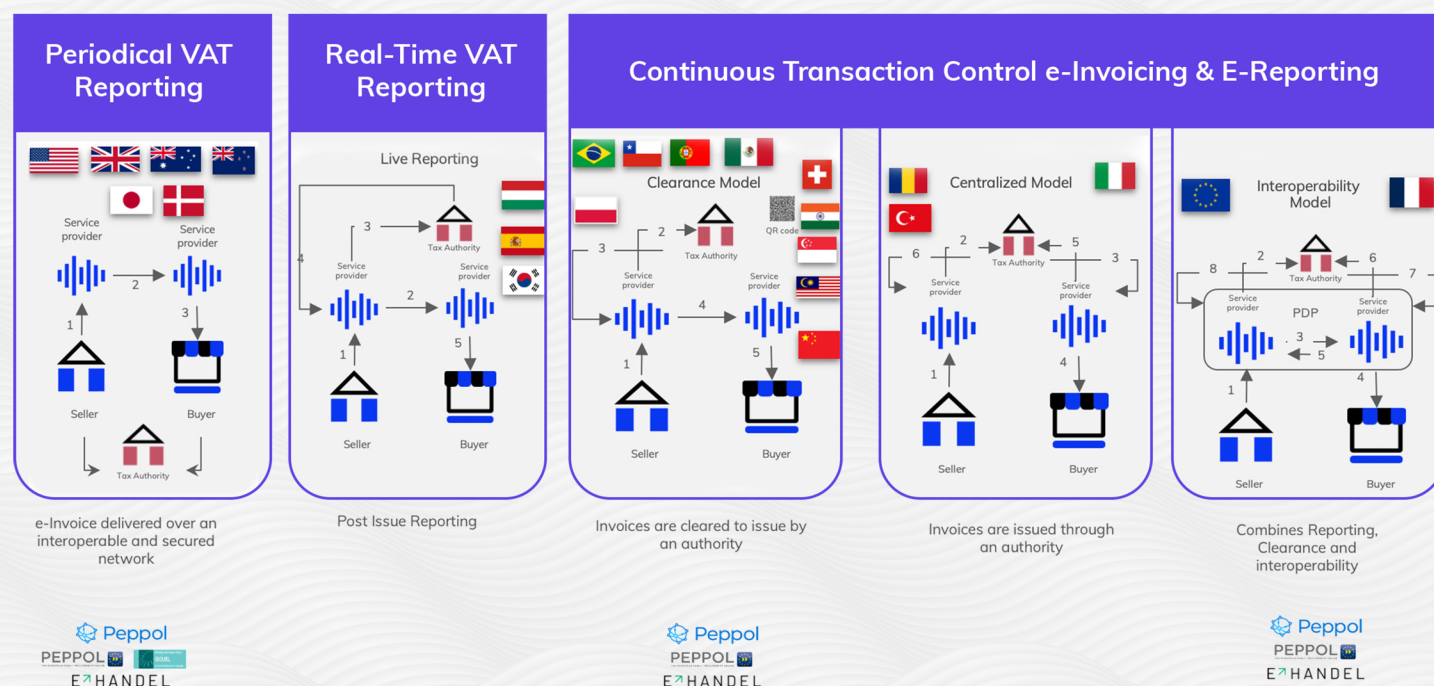 Periodical VAT
Reporting
Service
provider
Service
provider
2
1
3
Seller
Buyer
Tax Authority
e-Invoice delivered over an
interoperable and secured
network
Peppol
PEPPOL
E HANDEL
Real-Time VAT
Reporting
Live Reporting
3
Tax Authority
4
Service
provider
Service
provider
2
1
5
Seller
Buyer
Post Issue Reporting
Continuous Transaction Control e-Invoicing & E-Reporting
Clearance Model
QR code
2
3
Tax Authority
Service
provider
Service
provider
4
1
5
Seller
Buyer
Invoices are cleared to issue by
an authority
Peppol
PEPPOL
E HANDEL
Centralized Model
2
5
6
3
Tax Authority
Service
provider
Service
provider
1
4
Seller
Buyer
Invoices are issued through
an authority
Interoperability
Model
2
6
8
7
Tax Authority
Service
provider
Service
provider
PDP
3
5
1
4
Seller
Buyer
Combines Reporting,
Clearance and
interoperability
Peppol
PEPPOL
E HANDEL